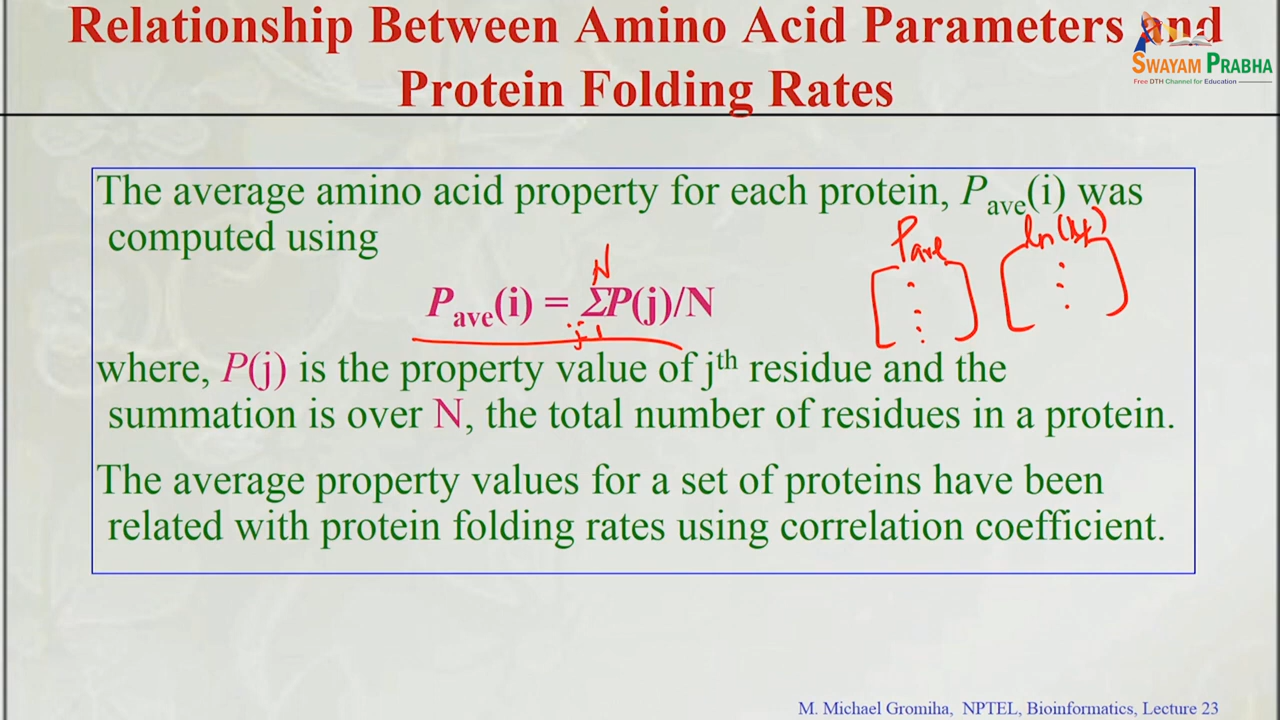 Relationship Between Amino Acid Parameters and
Protein Folding Rates
SWAYAM PRABHA
Free DTH Channel for Education
The average amino acid property for each protein, Pave(i) was
computed using
Pave
ln(kf)
N
Pave(i) = ΣP(j)/N
j=1
where, P(j) is the property value of jth residue and the
summation is over N, the total number of residues in a protein.
The average property values for a set of proteins have been
related with protein folding rates using correlation coefficient.
M. Michael Gromiha, NPTEL, Bioinformatics, Lecture 23